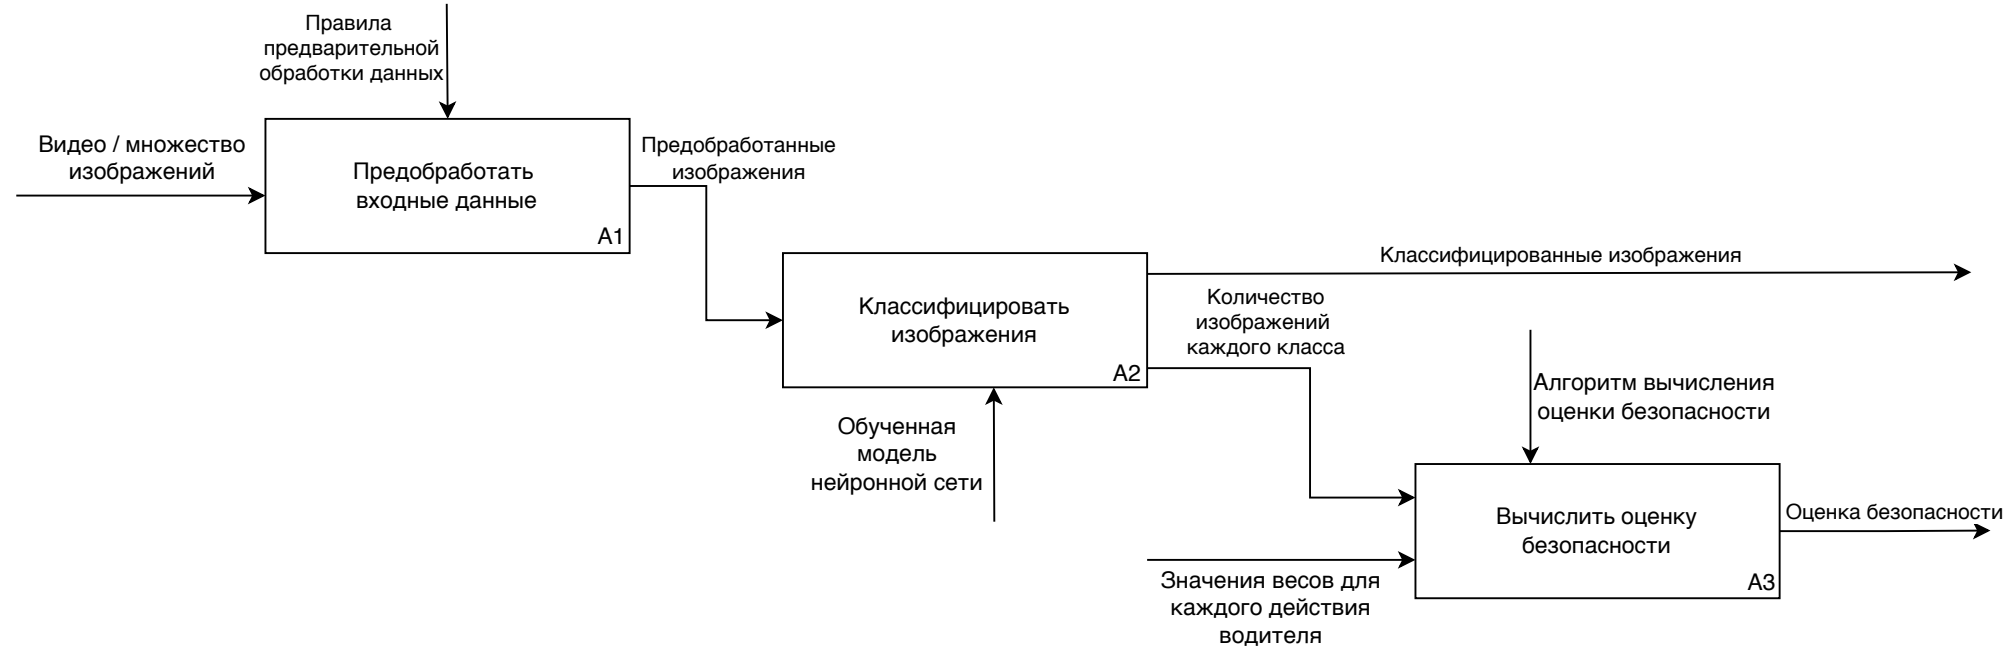 Правила
предварительной
обработки данных
Видео / множество
изображений
Предобработать
входные данные
A1
Предобработанные
изображения
Классифицировать
изображения
A2
Классифицированные изображения
Количество
изображений
каждого класса
Обученная
модель
нейронной сети
Алгоритм вычисления
оценки безопасности
Вычислить оценку
безопасности
A3
Оценка безопасности
Значения весов для
каждого действия
водителя